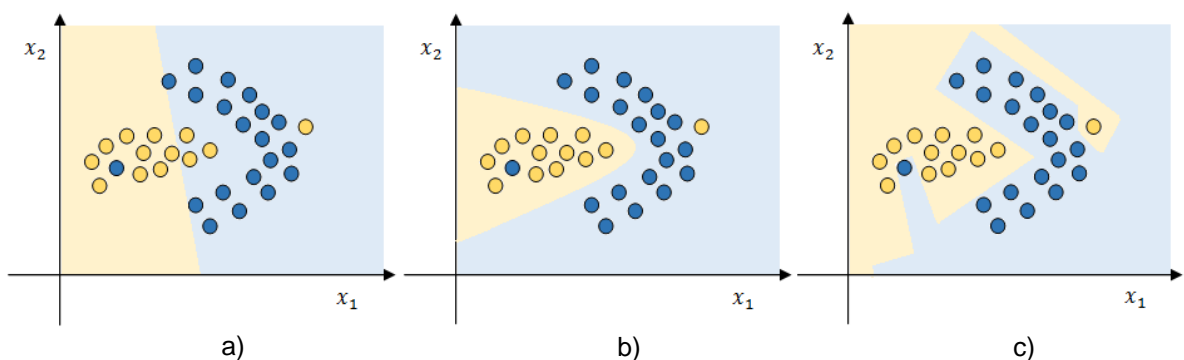 x₂ x₂ x₂
x₁ x₁ x₁
a) b) c)